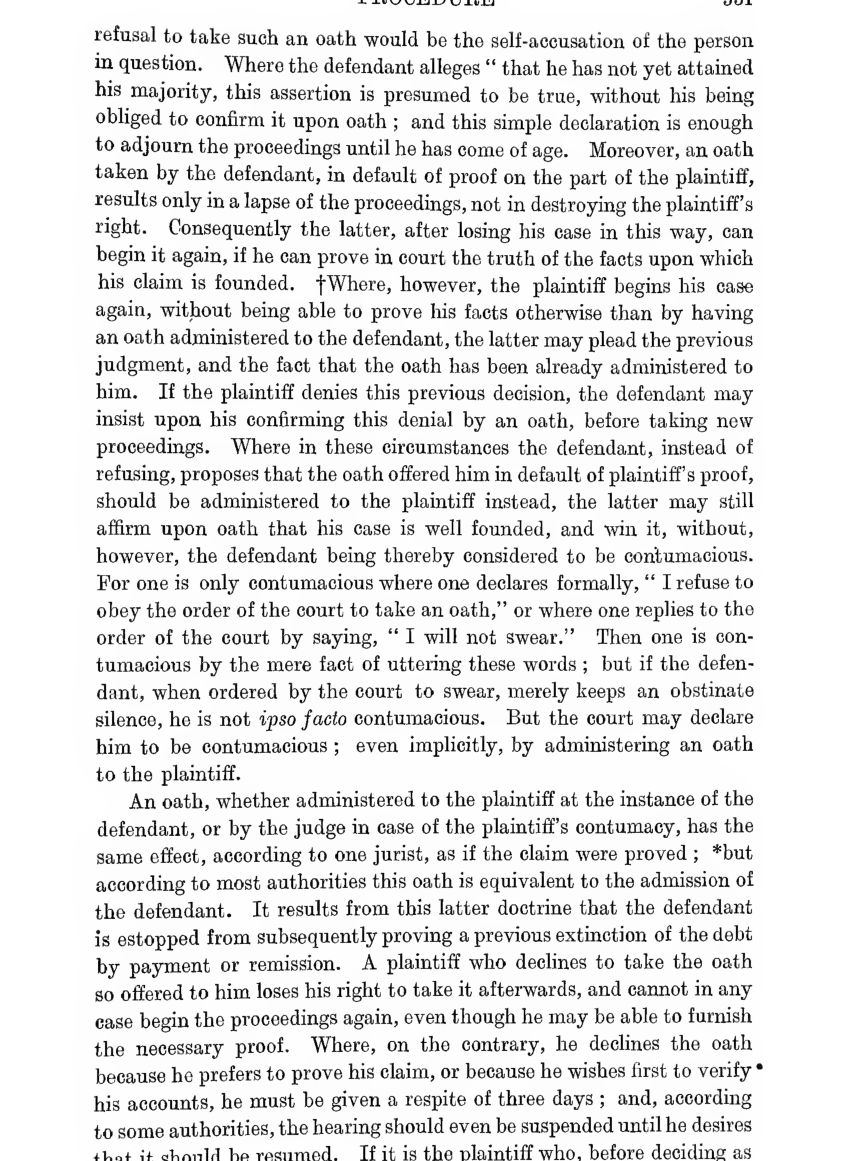 PROCEDURE
refusal to take such an oath would be the self-accusation of the person
in question. Where the defendant alleges “ that he has not yet attained
his majority, this assertion is presumed to be true, without his being
obliged to confirm it upon oath ; and this simple declaration is enough
to adjourn the proceedings until he has come of age. Moreover, an oath
taken by the defendant, in default of proof on the part of the plaintiff,
results only in a lapse of the proceedings, not in destroying the plaintiff’s
right. Consequently the latter, after losing his case in this way, can
begin it again, if he can prove in court the truth of the facts upon which
his claim is founded. †Where, however, the plaintiff begins his case
again, without being able to prove his facts otherwise than by having
an oath administered to the defendant, the latter may plead the previous
judgment, and the fact that the oath has been already administered to
him. If the plaintiff denies this previous decision, the defendant may
insist upon his confirming this denial by an oath, before taking new
proceedings. Where in these circumstances the defendant, instead of
refusing, proposes that the oath offered him in default of plaintiff’s proof,
should be administered to the plaintiff instead, the latter may still
affirm upon oath that his case is well founded, and win it, without,
however, the defendant being thereby considered to be contumacious.
For one is only contumacious where one declares formally, “ I refuse to
obey the order of the court to take an oath,” or where one replies to the
order of the court by saying, “ I will not swear.” Then one is con-
tumacious by the mere fact of uttering these words ; but if the defen-
dant, when ordered by the court to swear, merely keeps an obstinate
silence, he is not ipso facto contumacious. But the court may declare
him to be contumacious ; even implicitly, by administering an oath
to the plaintiff.
An oath, whether administered to the plaintiff at the instance of the
defendant, or by the judge in case of the plaintiff’s contumacy, has the
same effect, according to one jurist, as if the claim were proved ; *but
according to most authorities this oath is equivalent to the admission of
the defendant. It results from this latter doctrine that the defendant
is estopped from subsequently proving a previous extinction of the debt
by payment or remission. A plaintiff who declines to take the oath
so offered to him loses his right to take it afterwards, and cannot in any
case begin the proceedings again, even though he may be able to furnish
the necessary proof. Where, on the contrary, he declines the oath
because he prefers to prove his claim, or because he wishes first to verify
his accounts, he must be given a respite of three days ; and, according
to some authorities, the hearing should even be suspended until he desires
that it should be resumed. If it is the plaintiff who, before deciding as